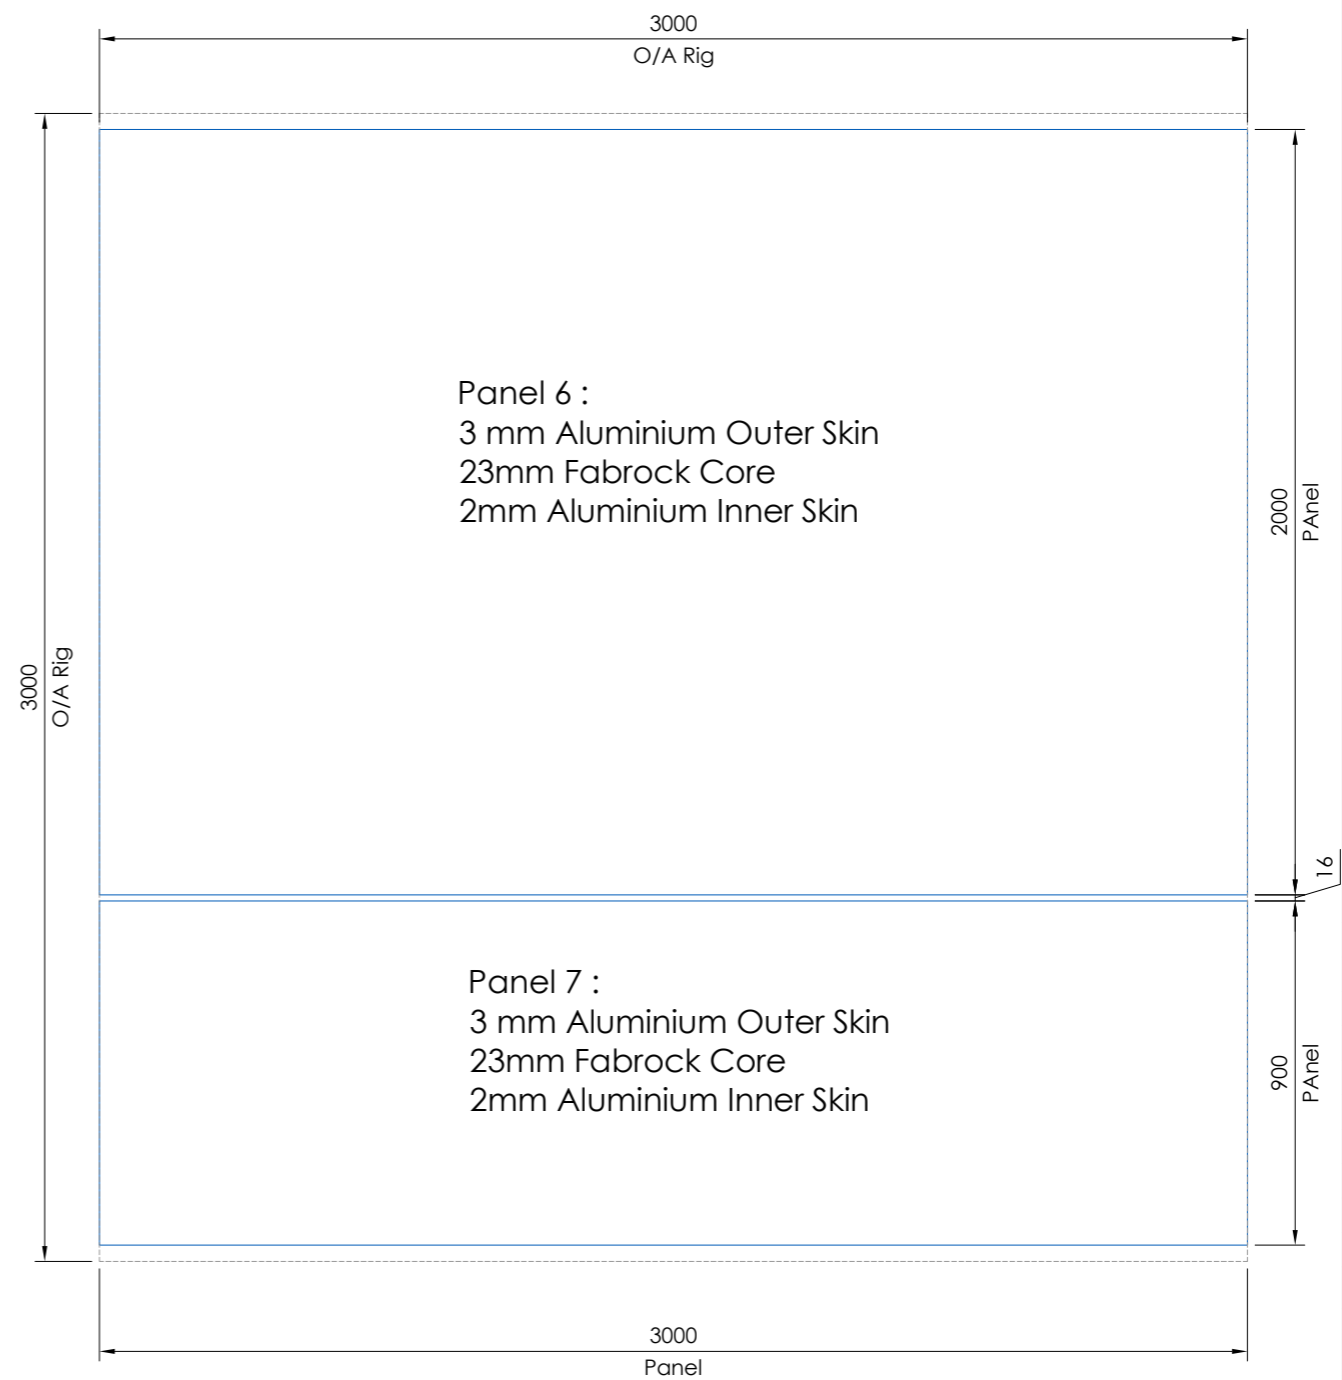 3000
O/A Rig
Panel 6 :
3 mm Aluminium Outer Skin
23mm Fabrock Core
2mm Aluminium Inner Skin
2000
PAnel
3000
O/A Rig
16
Panel 7 :
3 mm Aluminium Outer Skin
23mm Fabrock Core
2mm Aluminium Inner Skin
900
PAnel
3000
Panel